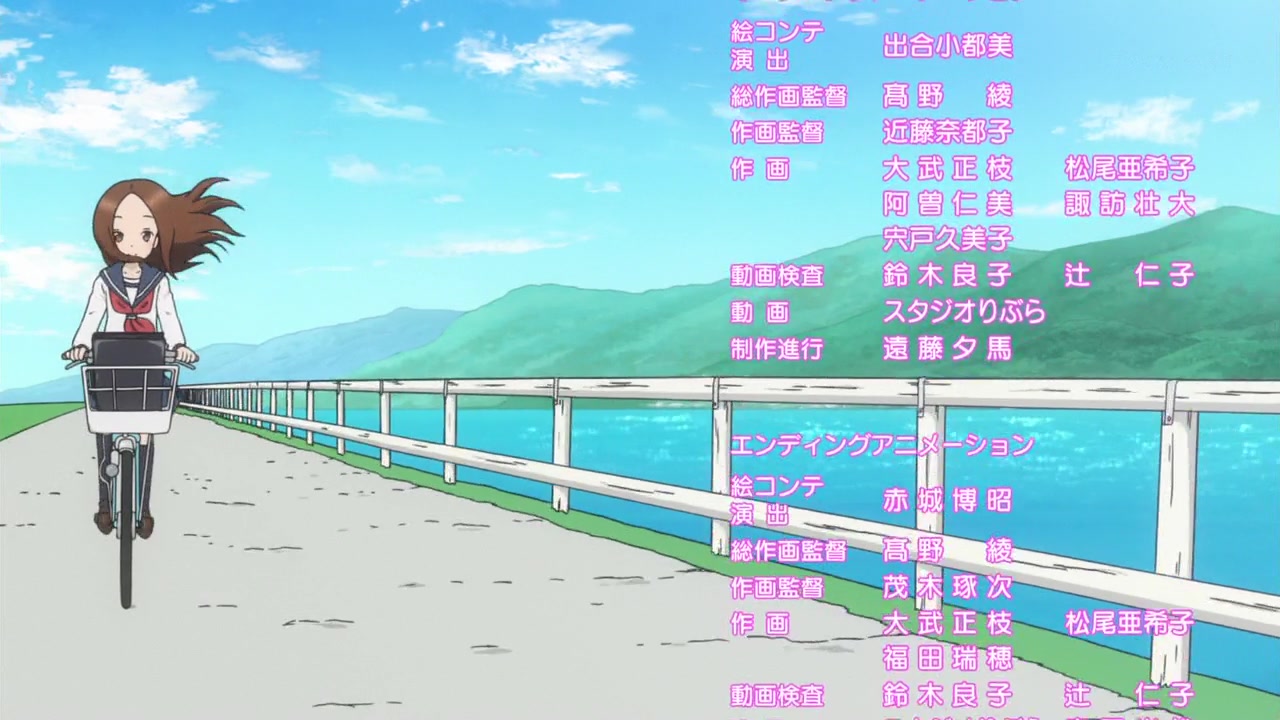 絵コンテ
演出 出合小都美
総作画監督 髙野 綾
作画監督 近藤奈都子
作画 大武正枝 松尾亜希子
阿曽仁美 諏訪壮大
宍戸久美子
動画検査 鈴木良子 辻 仁子
動画 スタジオりぶら
制作進行 遠藤夕馬
エンディングアニメーション
絵コンテ
演出 赤城博昭
総作画監督 髙野 綾
作画監督 茂木琢次
作画 大武正枝 松尾亜希子
福田瑞穂
動画検査 鈴木良子 辻 仁子